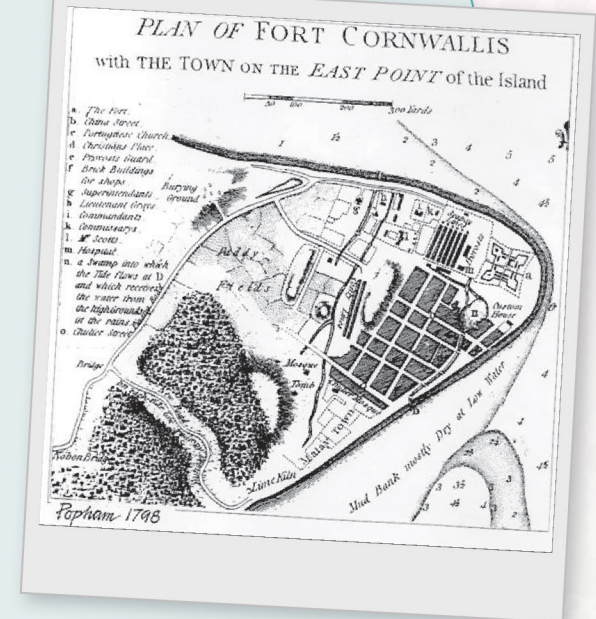 PLAN OF FORT CORNWALLIS
with THE TOWN ON THE EAST POINT of the Island
50 100 200 300 Yards
a. The Fort.
b. China Street.
c. Portuguese Church.
d. Christians Place.
e. Provosts Guard.
f. Brick Buildings
for shops.
g. Superintendants.
h. Lieutenant Grays
i. Commandants
k. Commissarys.
l. Mr Scotts.
m. Hospital.
n. a Swamp into which
the Tide flows at D
and which receives
the water from
the high Grounds
in the rains.
o. Chulier Street
Burying
Ground
Paddy
Fields
Custom
House
Mosque
Tomb
Malay TOWN
Bridge
Lime Kiln
Mud Bank mostly Dry at Low Water
Popham 1798